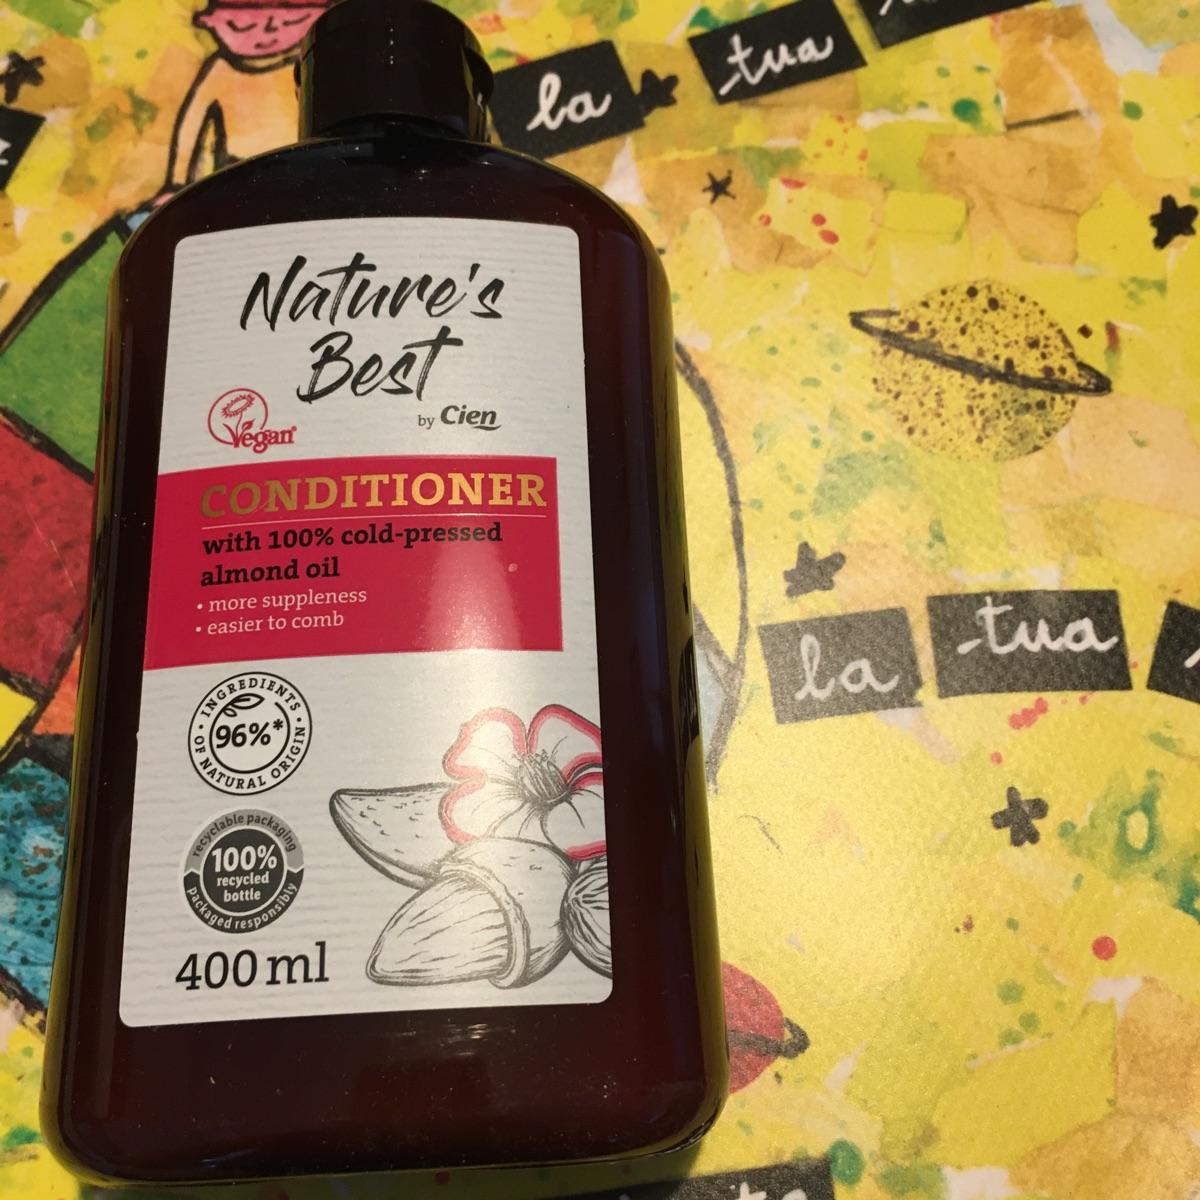 la
tua
Nature's
Best
by Cien
Vegan
CONDITIONER
with 100% cold-pressed
almond oil
• more suppleness
• easier to comb
INGREDIENTS
96%*
OF NATURAL ORIGIN
recyclable packaging
100%
recycled
bottle
packaged responsibly
400 ml
la
tua